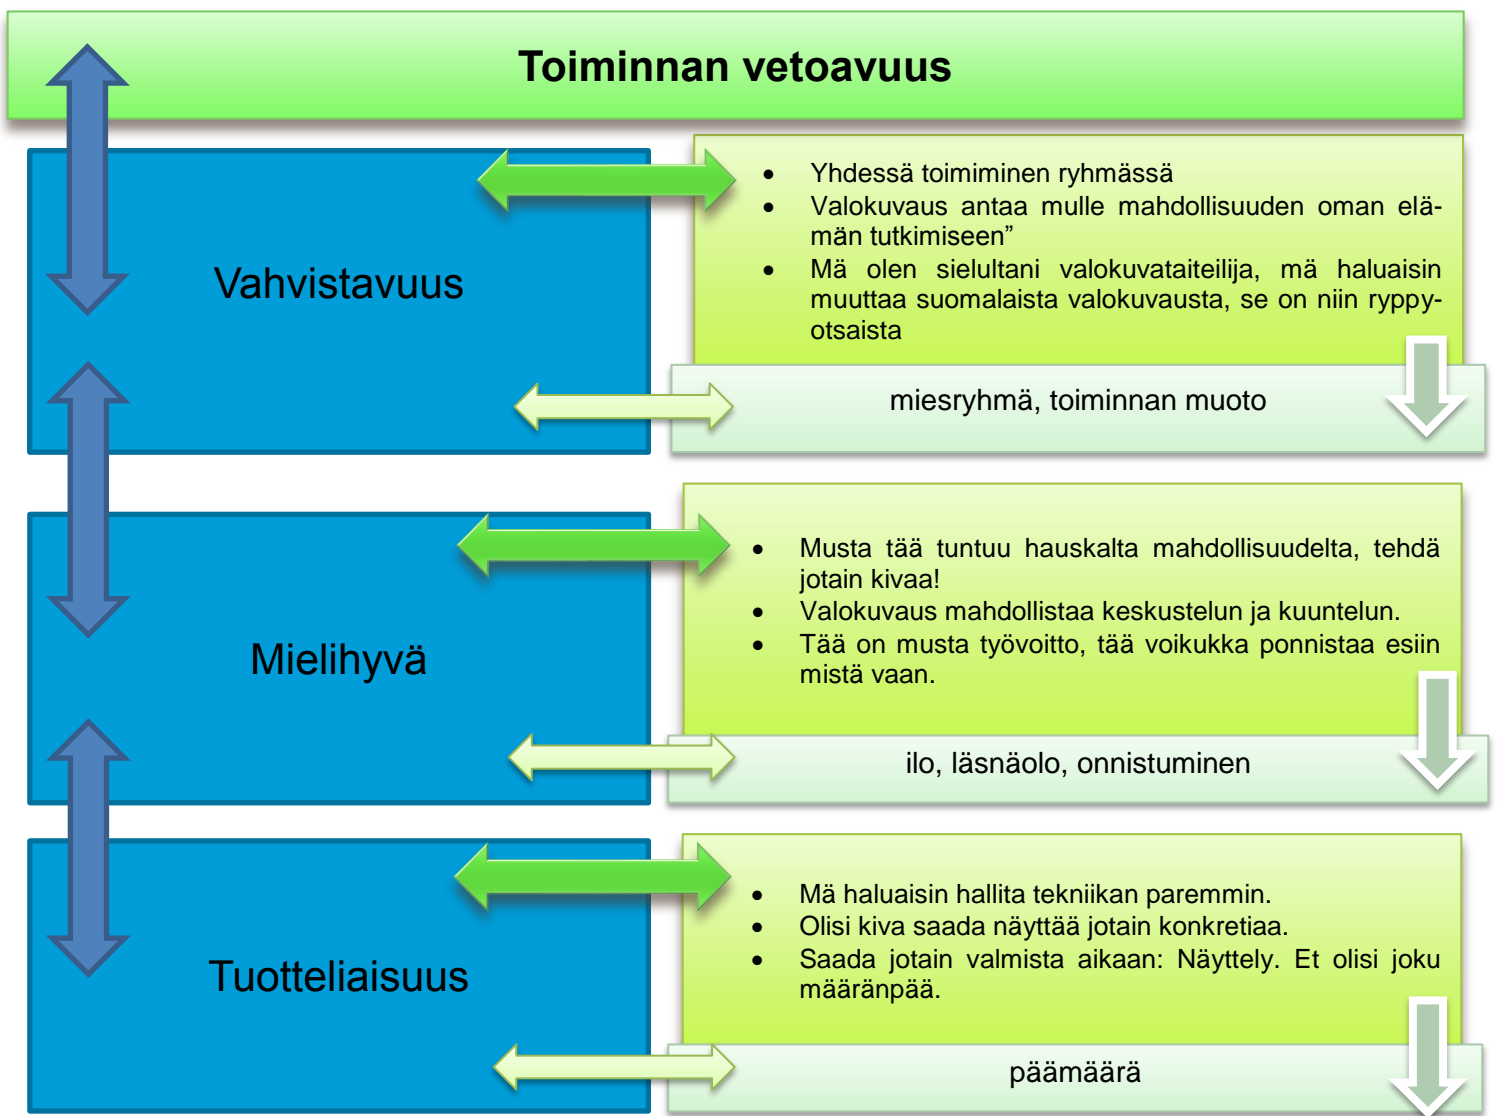 Toiminnan vetoavuus
Vahvistavuus
• Yhdessä toimiminen ryhmässä
• Valokuvaus antaa mulle mahdollisuuden oman elä-
män tutkimiseen”
• Mä olen sielultani valokuvataiteilija, mä haluaisin
muuttaa suomalaista valokuvausta, se on niin ryppy-
otsaista
miesryhmä, toiminnan muoto
Mielihyvä
• Musta tää tuntuu hauskalta mahdollisuudelta, tehdä
jotain kivaa!
• Valokuvaus mahdollistaa keskustelun ja kuuntelun.
• Tää on musta työvoitto, tää voikukka ponnistaa esiin
mistä vaan.
ilo, läsnäolo, onnistuminen
Tuotteliaisuus
• Mä haluaisin hallita tekniikan paremmin.
• Olisi kiva saada näyttää jotain konkretiaa.
• Saada jotain valmista aikaan: Näyttely. Et olisi joku
määränpää.
päämäärä